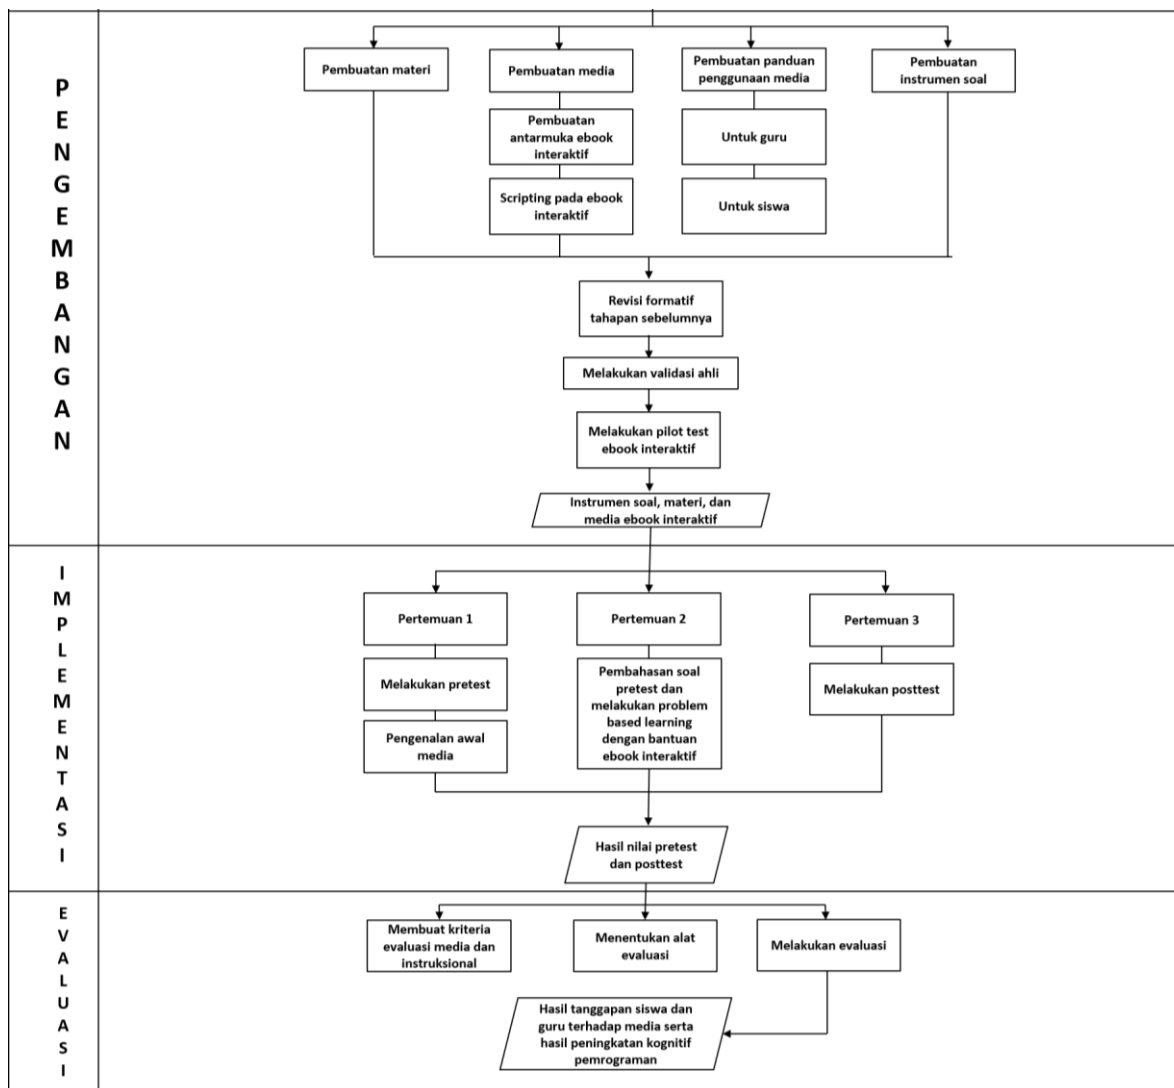 PENGEMBANGAN
Pembuatan materi
Pembuatan media
Pembuatan panduan
penggunaan media
Pembuatan
instrumen soal
Pembuatan
antarmuka ebook
interaktif
Untuk guru
Scripting pada ebook
interaktif
Untuk siswa
Revisi formatif
tahapan sebelumnya
Melakukan validasi ahli
Melakukan pilot test
ebook interaktif
Instrumen soal, materi, dan
media ebook interaktif
IMPLEMENTASI
Pertemuan 1
Pertemuan 2
Pertemuan 3
Melakukan pretest
Pembahasan soal
pretest dan
melakukan problem
based learning
dengan bantuan
ebook interaktif
Melakukan posttest
Pengenalan awal
media
Hasil nilai pretest
dan posttest
EVALUASI
Membuat kriteria
evaluasi media dan
instruksional
Menentukan alat
evaluasi
Melakukan evaluasi
Hasil tanggapan siswa dan
guru terhadap media serta
hasil peningkatan kognitif
pemrograman